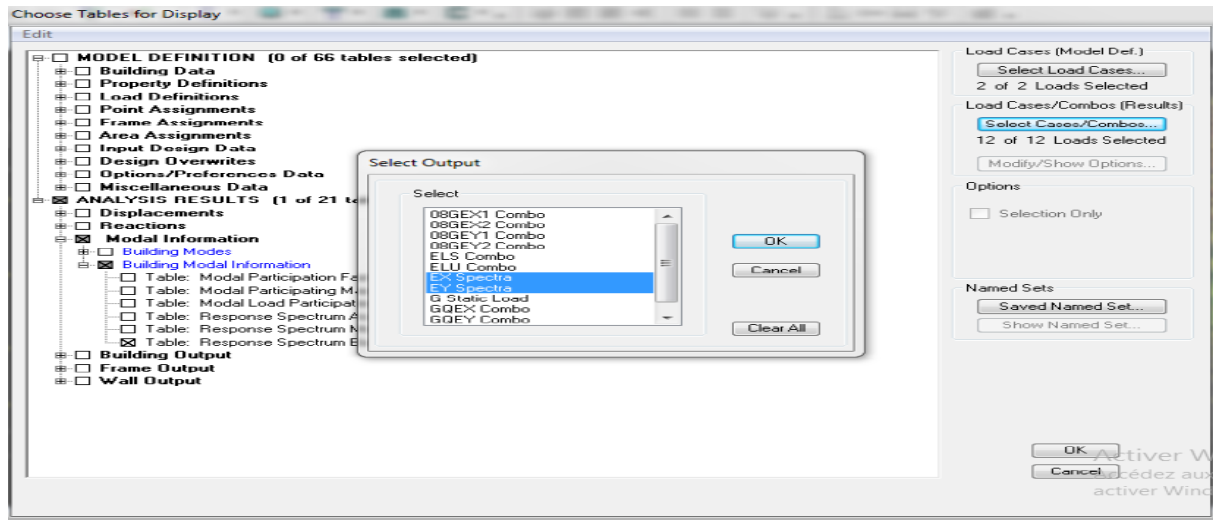 Choose Tables for Display
Edit
MODEL DEFINITION (0 of 66 tables selected)
Building Data
Property Definitions
Load Definitions
Point Assignments
Frame Assignments
Area Assignments
Input Design Data
Design Overwrites
Options/Preferences Data
Miscellaneous Data
ANALYSIS RESULTS (1 of 21
Displacements
Reactions
Modal Information
Building Modes
Building Modal Information
Table: Modal Participation Fa
Table: Modal Participating M
Table: Modal Load Participat
Table: Response Spectrum A
Table: Response Spectrum M
Table: Response Spectrum B
Building Output
Frame Output
Wall Output
Select Output
Select
08GEX1 Combo
08GEX2 Combo
08GEY1 Combo
08GEY2 Combo
ELS Combo
ELU Combo
EX Spectra
EY Spectra
G Static Load
GQEX Combo
GQEY Combo
OK
Cancel
Clear All
Load Cases (Model Def.)
Select Load Cases...
2 of 2 Loads Selected
Load Cases/Combos (Results)
Select Cases/Combos...
12 of 12 Loads Selected
Modify/Show Options...
Options
Selection Only
Named Sets
Saved Named Set...
Show Named Set...
OK
Cancel
Activer W
cédez aux
activer Wind